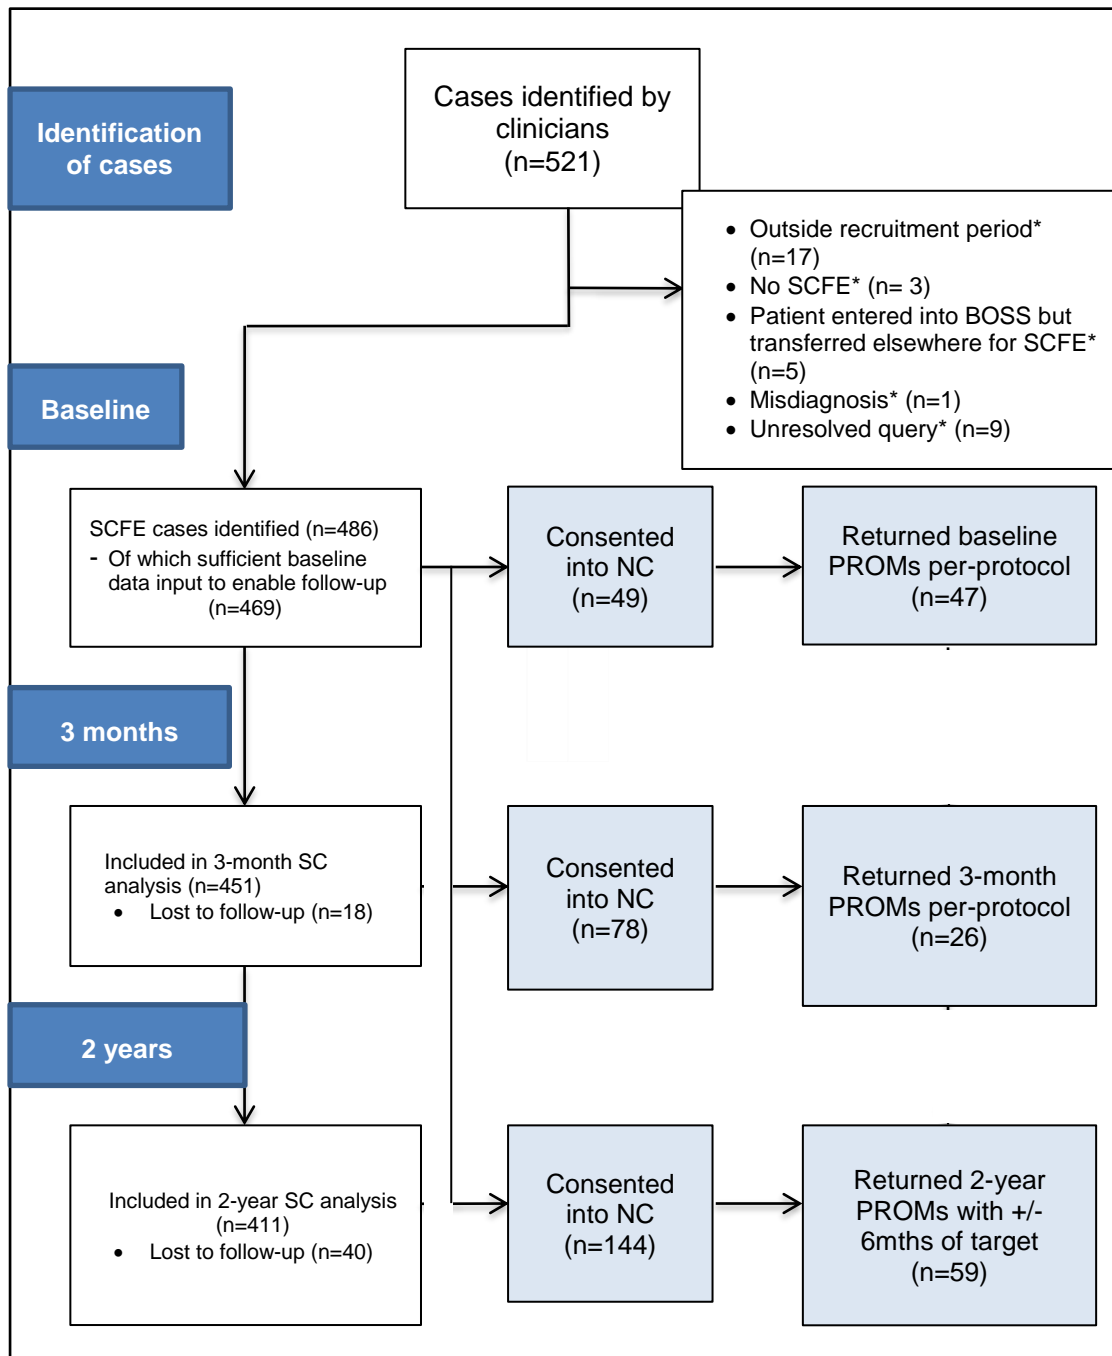 Identification
of cases
Cases identified by
clinicians
(n=521)
• Outside recruitment period*
(n=17)
• No SCFE* (n= 3)
• Patient entered into BOSS but
transferred elsewhere for SCFE*
(n=5)
• Misdiagnosis* (n=1)
• Unresolved query* (n=9)
Baseline
SCFE cases identified (n=486)
- Of which sufficient baseline
data input to enable follow-up
(n=469)
Consented
into NC
(n=49)
Returned baseline
PROMs per-protocol
(n=47)
3 months
Included in 3-month SC
analysis (n=451)
• Lost to follow-up (n=18)
Consented
into NC
(n=78)
Returned 3-month
PROMs per-protocol
(n=26)
2 years
Included in 2-year SC analysis
(n=411)
• Lost to follow-up (n=40)
Consented
into NC
(n=144)
Returned 2-year
PROMs with +/-
6mths of target
(n=59)